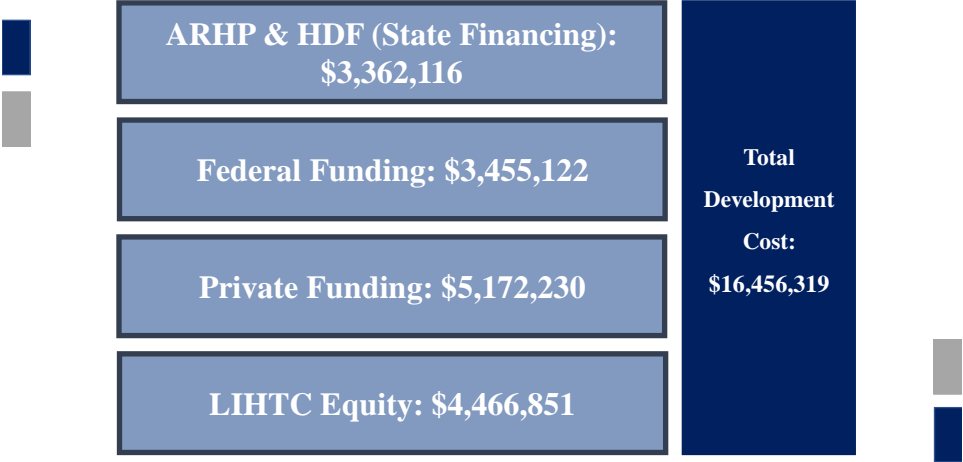 ARHP & HDF (State Financing):
$3,362,116
Federal Funding: $3,455,122
Private Funding: $5,172,230
LIHTC Equity: $4,466,851
Total
Development
Cost:
$16,456,319